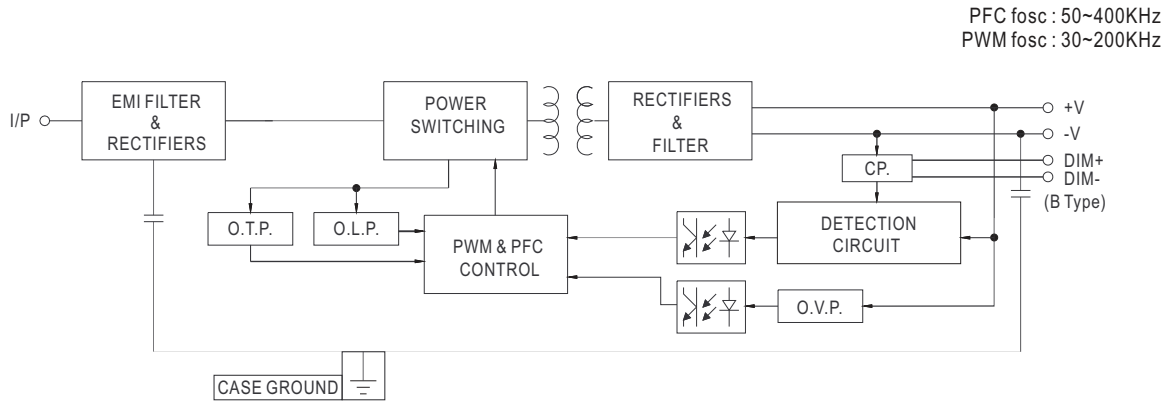 PFC fosc : 50~400KHz
PWM fosc : 30~200KHz
I/P
EMI FILTER
&
RECTIFIERS
POWER
SWITCHING
RECTIFIERS
&
FILTER
+V
-V
DIM+
DIM-
(B Type)
CP.
O.T.P.
O.L.P.
PWM & PFC
CONTROL
DETECTION
CIRCUIT
O.V.P.
CASE GROUND